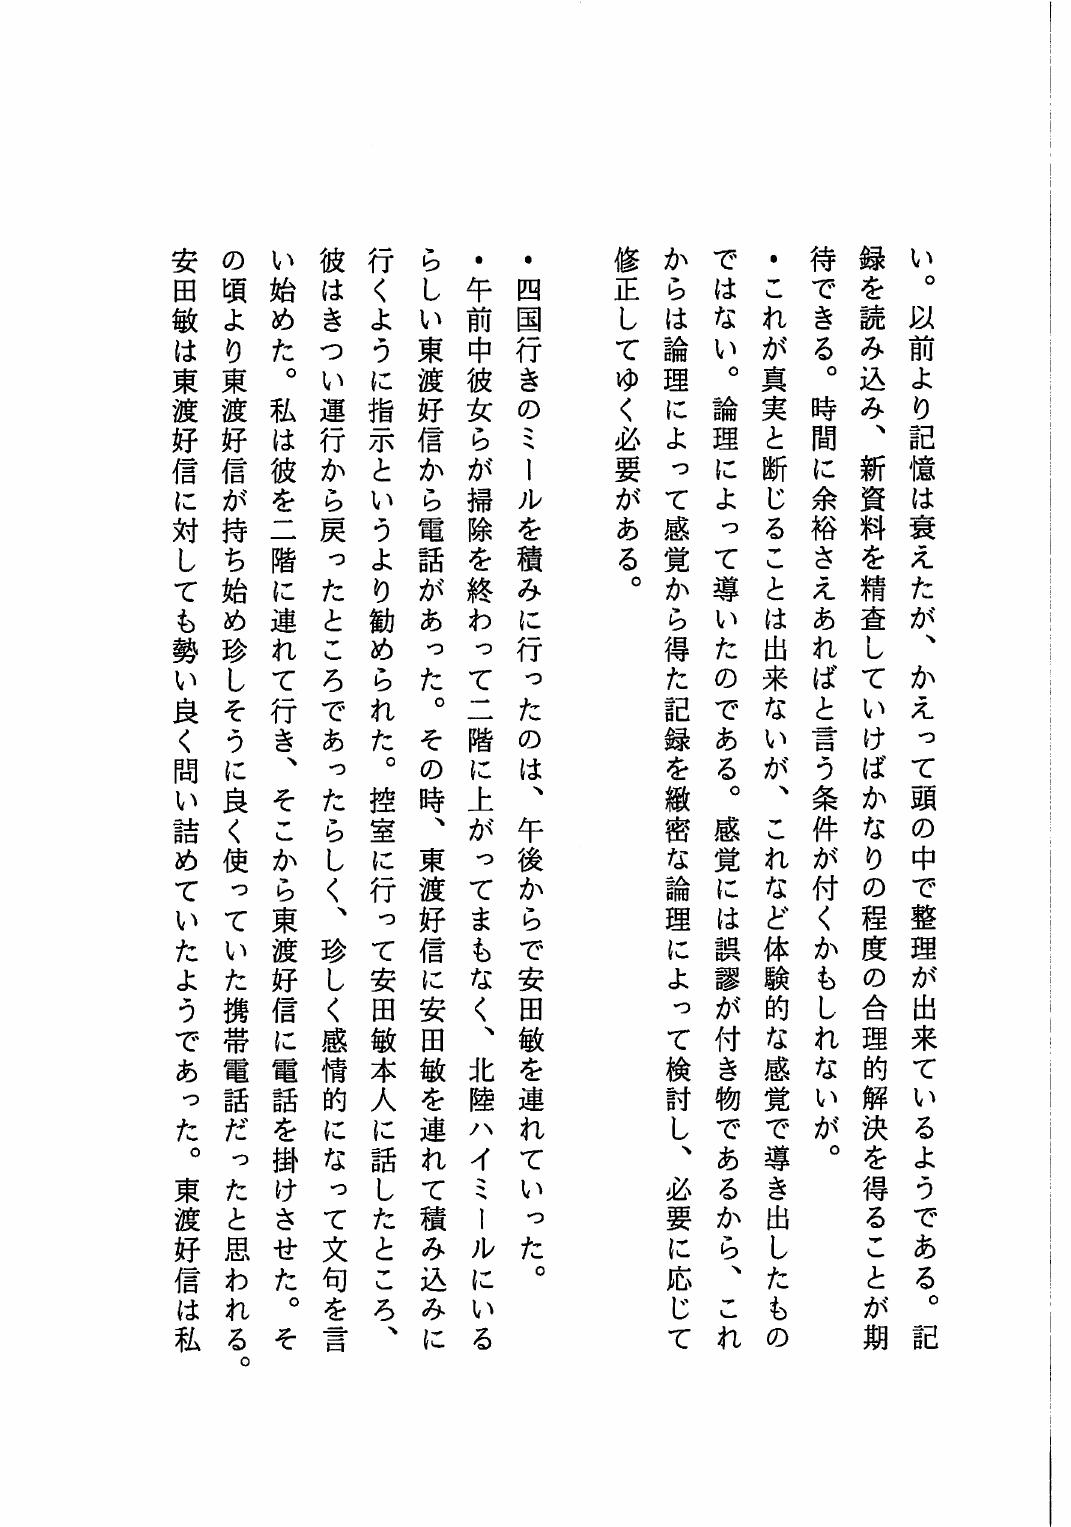 い。以前より記憶は衰えたが、かえって頭の中で整理が出来ているようである。記
録を読み込み、新資料を精査していけばかなりの程度の合理的解決を得ることが期
待できる。時間に余裕さえあればと言う条件が付くかもしれないが。
・これが真実と断じることは出来ないが、これなど体験的な感覚で導き出したもの
ではない。論理によって導いたのである。感覚には誤謬が付き物であるから、これ
からは論理によって感覚から得た記録を緻密な論理によって検討し、必要に応じて
修正してゆく必要がある。
・四国行きのミールを積みに行ったのは、午後からで安田敏を連れていった。
・午前中彼女らが掃除を終わって二階に上がってまもなく、北陸ハイミールにいる
らしい東渡好信から電話があった。その時、東渡好信に安田敏を連れて積み込みに
行くように指示というより勧められた。控室に行って安田敏本人に話したところ、
彼はきつい運行から戻ったところであったらしく、珍しく感情的になって文句を言
い始めた。私は彼を二階に連れて行き、そこから東渡好信に電話を掛けさせた。そ
の頃より東渡好信が持ち始め珍しそうに良く使っていた携帯電話だったと思われる。
安田敏は東渡好信に対しても勢い良く問い詰めていたようであった。東渡好信は私